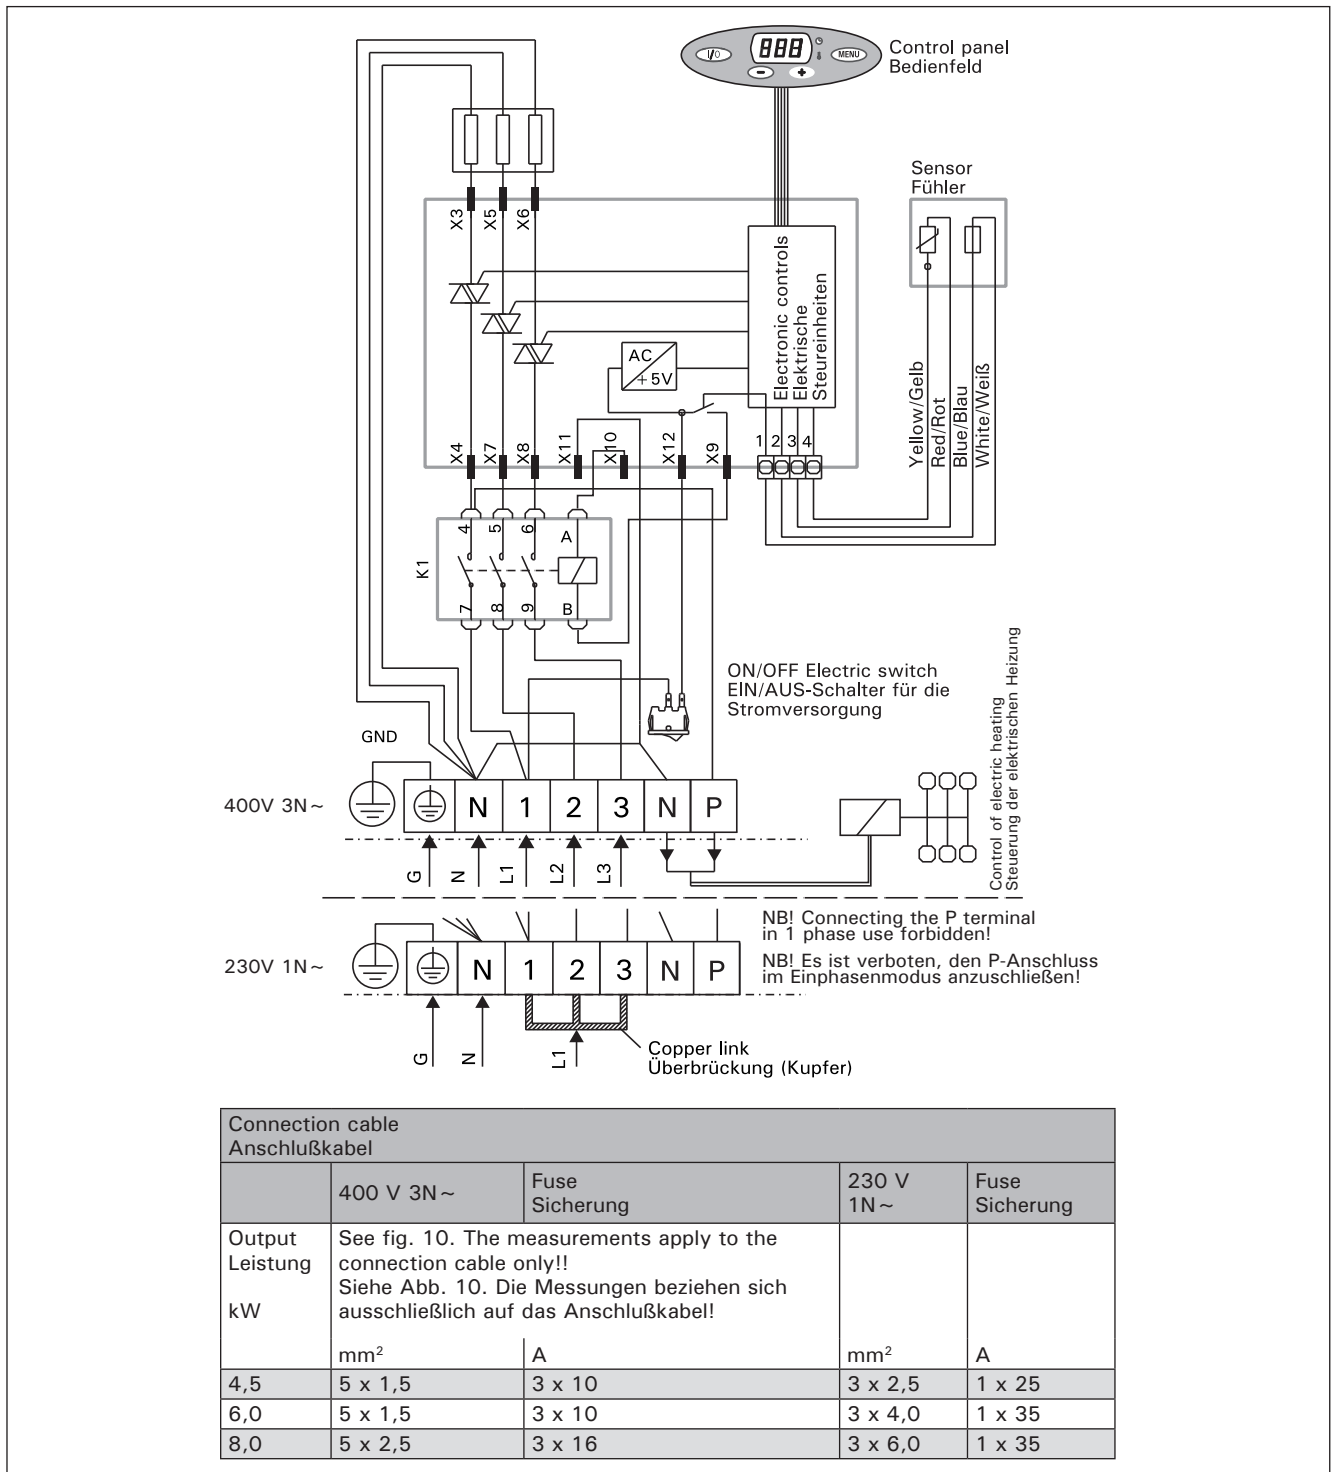 I/O
888
MENU
Control panel
Bedienfeld
Sensor
Fühler
X3
X5
X6
Electronic controls
Elektrische
Steureinheiten
AC
+5V
Yellow/Gelb
Red/Rot
Blue/Blau
White/Weiß
X4
X7
X8
X11
X10
X12
X9
1 2 3 4
4
5
6
A
K1
7
8
9
B
ON/OFF Electric switch
EIN/AUS-Schalter für die
Stromversorgung
Control of electric heating
Steuerung der elektrischen Heizung
GND
400V 3N~
N 1 2 3 N P
G
N
L1
L2
L3
NB! Connecting the P terminal
in 1 phase use forbidden!
NB! Es ist verboten, den P-Anschluss
im Einphasenmodus anzuschließen!
230V 1N~
N 1 2 3 N P
G
N
L1
Copper link
Überbrückung (Kupfer)
Connection cable
Anschlußkabel
400 V 3N~
Fuse
Sicherung
230 V
1N~
Fuse
Sicherung
Output
Leistung
kW
See fig. 10. The measurements apply to the
connection cable only!!
Siehe Abb. 10. Die Messungen beziehen sich
ausschließlich auf das Anschlußkabel!
mm² A mm² A
4,5 5 x 1,5 3 x 10 3 x 2,5 1 x 25
6,0 5 x 1,5 3 x 10 3 x 4,0 1 x 35
8,0 5 x 2,5 3 x 16 3 x 6,0 1 x 35